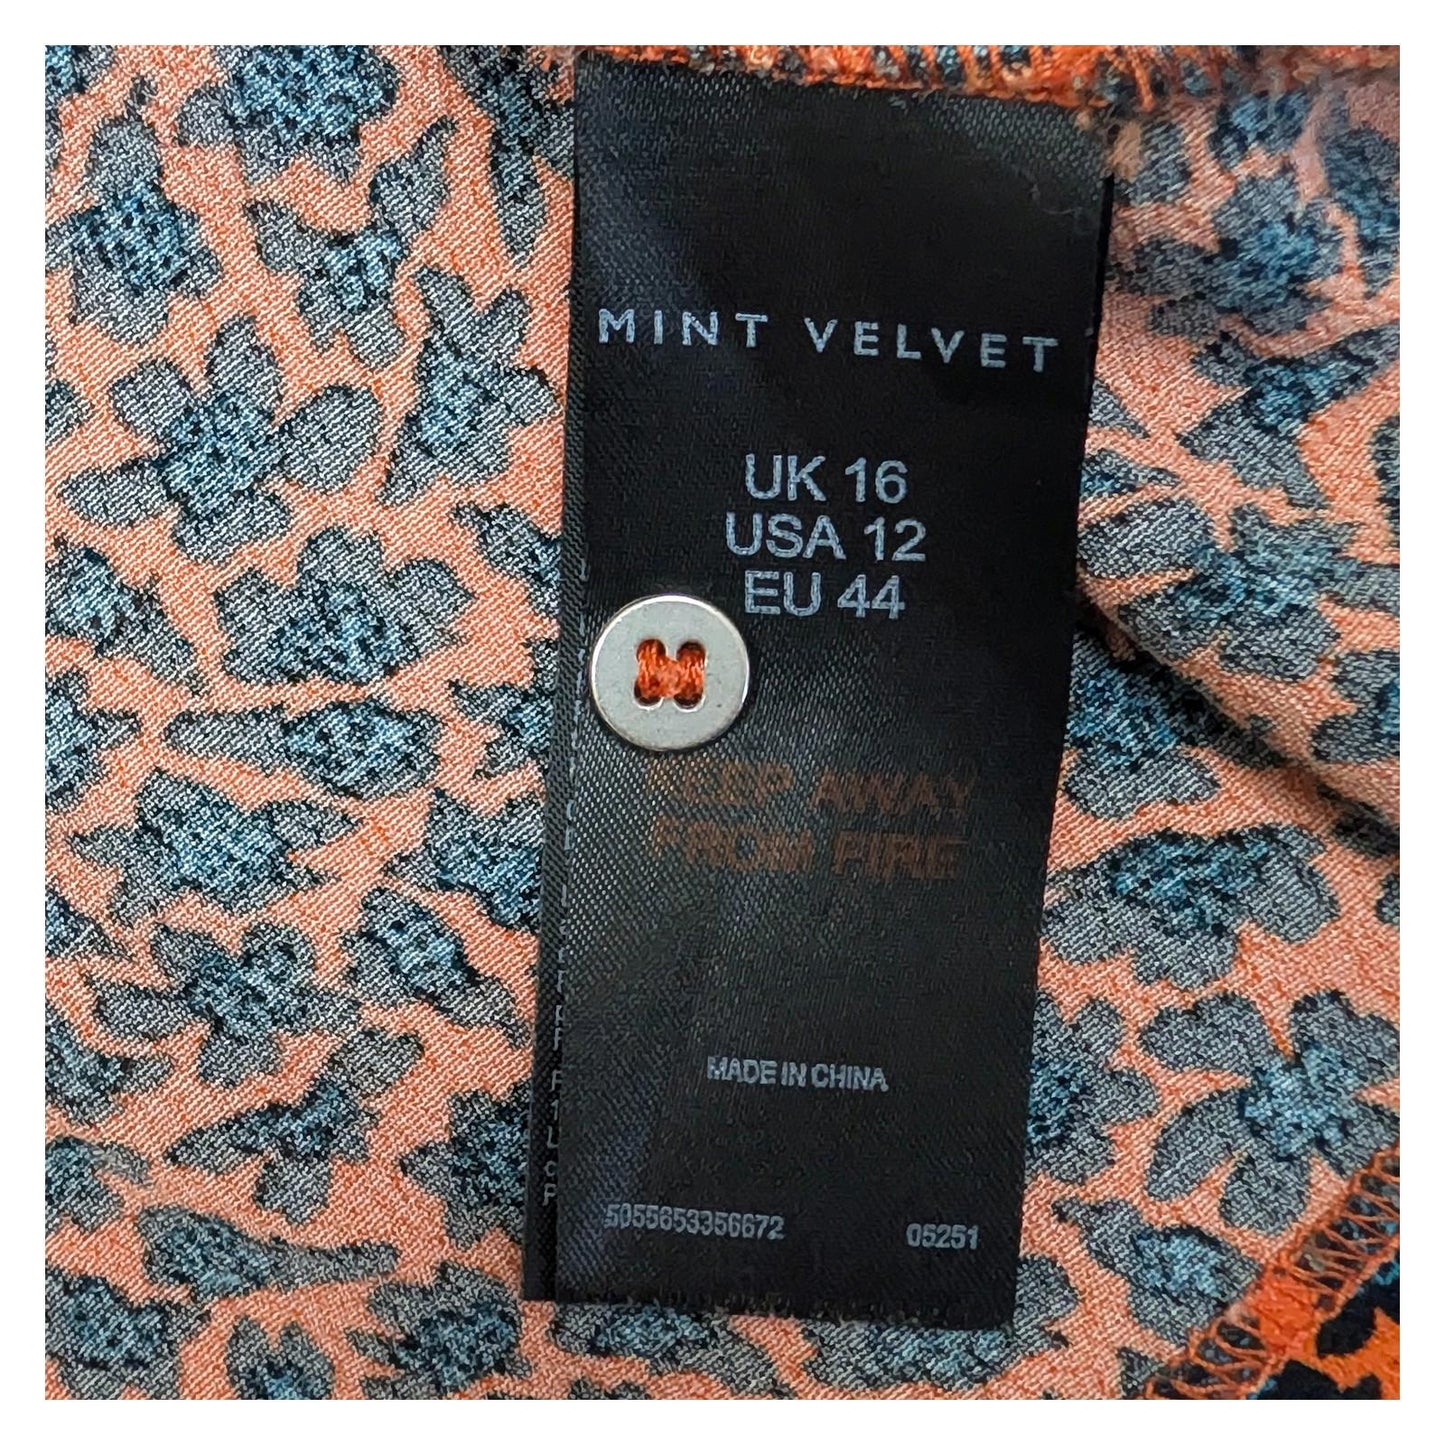 MINT VELVET
UK 16
USA 12
EU 44
KEEP AWAY
FROM FIRE
MADE IN CHINA
5055653356672 05251